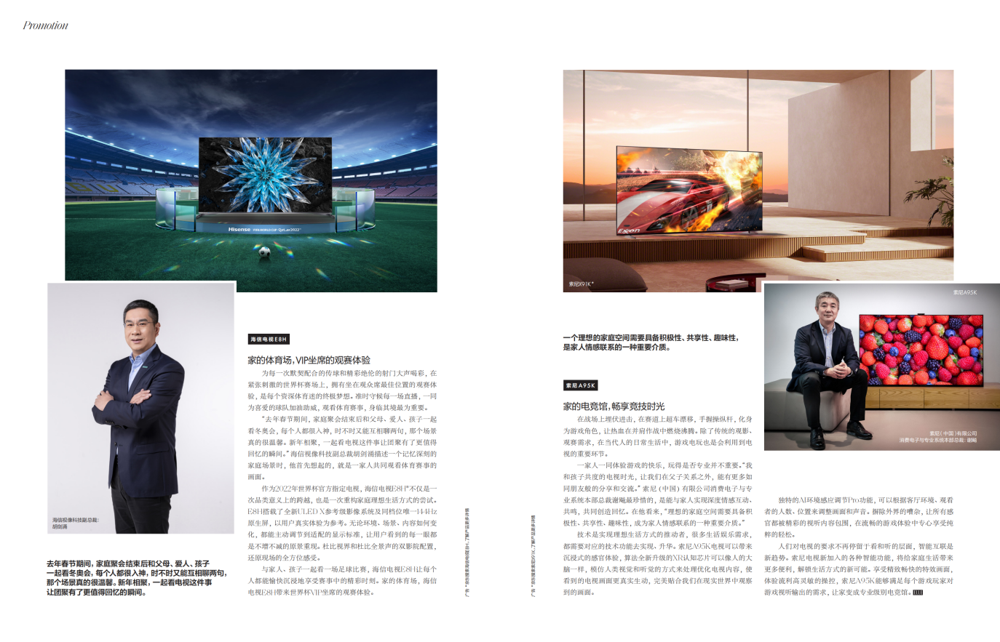 Promotion
Hisense FIFA WORLD CUP Qatar2022
海信视像科技副总裁:
胡剑涌
去年春节期间,家庭聚会结束后和父母、爱人、孩子
一起看冬奥会,每个人都很入神,时不时又能互相聊两句,
那个场景真的很温馨。新年相聚,一起看电视这件事
让团聚有了更值得回忆的瞬间。
海信电视E8H
家的体育场,VIP坐席的观赛体验
为每一次默契配合的传球和精彩绝伦的射门大声喝彩,在
紧张刺激的世界杯赛场上,拥有坐在观众席最佳位置的观赛体
验,是每个资深体育迷的终极梦想。准时守候每一场直播,一同
为喜爱的球队加油助威,观看体育赛事,身临其境最为重要。
“去年春节期间,家庭聚会结束后和父母、爱人、孩子一起
看冬奥会,每个人都很入神,时不时又能互相聊两句,那个场景
真的很温馨。新年相聚,一起看电视这件事让团聚有了更值得
回忆的瞬间。”海信视像科技副总裁胡剑涌描述一个记忆深刻的
家庭场景时,他首先想起的,就是一家人共同观看体育赛事的
画面。
作为2022年世界杯官方指定电视,海信电视E8H*不仅是一
次品类意义上的跨越,也是一次重构家庭理想生活方式的尝试。
E8H搭载了全新ULED X参考级影像系统及同档位唯一144Hz
原生屏,以用户真实体验为参考。无论环境、场景、内容如何变
化,都能主动调节到适配的显示标准,让用户看到的每一眼都
是不增不减的原景重现。杜比视界和杜比全景声的双影院配置,
还原现场的全方位感受。
与家人、孩子一起看一场足球比赛,海信电视E8H让每个
人都能愉快沉浸地享受赛事中的精彩时刻。家的体育场,海信
电视E8H带来世界杯VIP坐席的观赛体验。
广告 *京东搜索海信电视E8H,了解产品更多详情
Exxon
索尼X91K*
一个理想的家庭空间需要具备积极性、共享性、趣味性,
是家人情感联系的一种重要介质。
索尼A95K
家的电竞馆,畅享竞技时光
在战场上埋伏进击,在赛道上超车漂移,手握操纵杆,化身
为游戏角色,让热血在并肩作战中燃烧沸腾。除了传统的观影、
观赛需求,在当代人的日常生活中,游戏电玩也是会利用到电
视的重要环节。
一家人一同体验游戏的快乐,玩得是否专业并不重要。“我
和孩子共度的电视时光,让我们在父子关系之外,能有更多如
同朋友般的分享和交流。”索尼(中国)有限公司消费电子与专
业系统本部总裁谢飚最珍惜的,是能与家人实现深度情感互动、
共鸣,共同创造回忆。在他看来,“理想的家庭空间需要具备积
极性、共享性、趣味性,成为家人情感联系的一种重要介质。”
技术是实现理想生活方式的推动者,很多生活娱乐需求,
都需要对应的技术功能去实现、升华。索尼A95K电视可以带来
沉浸式的感官体验,算法全新升级的XR认知芯片可以像人的大
脑一样,模仿人类视觉和听觉的方式来处理优化电视内容,使
看到的电视画面更真实生动,完美贴合我们在现实世界中观察
到的画面。
广告 *京东搜索索尼X91K,了解产品更多详情
索尼A95K
索尼(中国)有限公司
消费电子与专业系统本部总裁: 谢飚
独特的AI环境感应调节Pro功能,可以根据客厅环境、观看
者的人数、位置来调整画面和声音。摒除外界的嘈杂,让所有感
官都被精彩的视听内容包围,在流畅的游戏体验中专心享受纯
粹的轻松。
人们对电视的要求不再停留于看和听的层面,智能互联是
新趋势。索尼电视新加入的各种智能功能,将给家庭生活带来
更多便利,解锁生活方式的新可能。享受精致畅快的特效画面,
体验流利高灵敏的操控,索尼A95K能够满足每个游戏玩家对
游戏视听输出的需求,让家变成专业级别电竞馆。